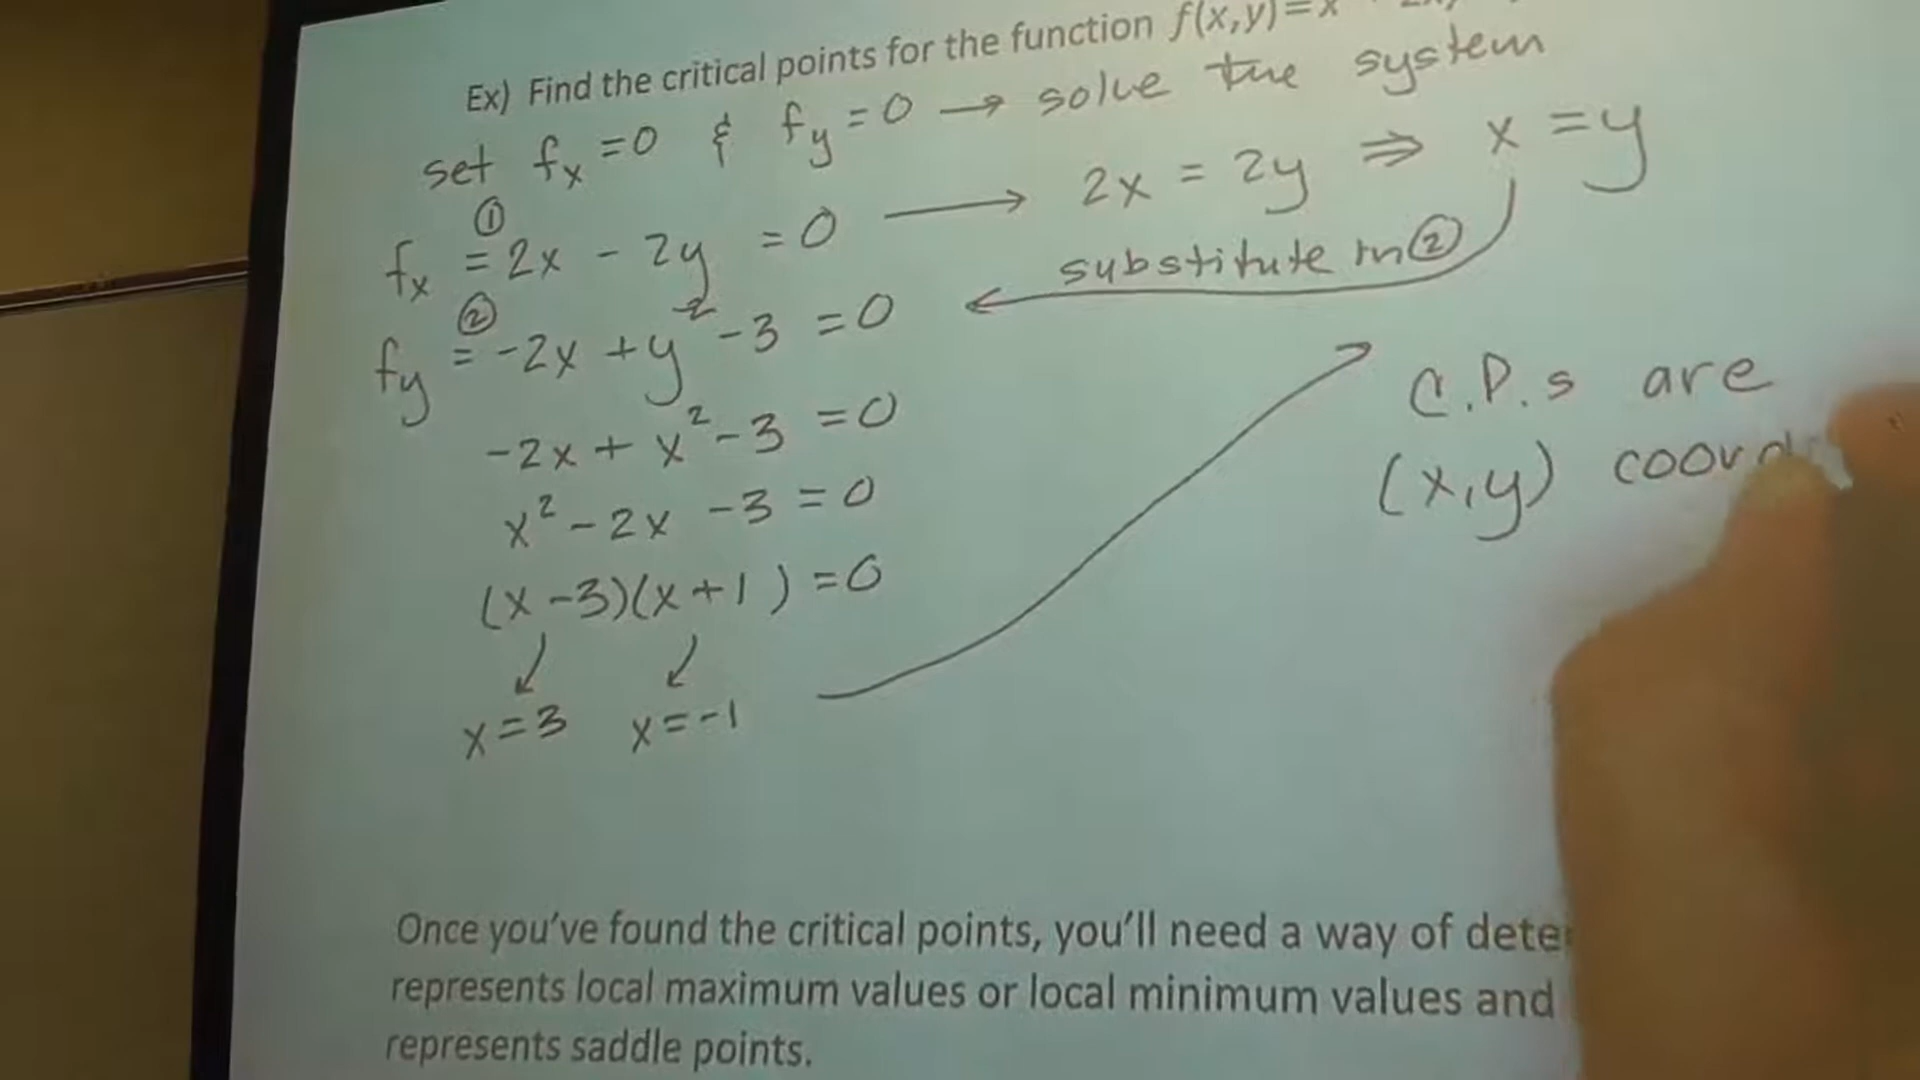 Ex) Find the critical points for the function f(x,y)=x
set fx =0 & fy =0 → solve the system
① fx = 2x - 2y = 0 → 2x = 2y ⇒ x = y
substitute in ②
② fy = -2x + y² - 3 = 0
-2x + x² - 3 = 0
x² - 2x - 3 = 0
(x - 3)(x + 1) = 0
x = 3 x = -1
C.P.s are
(x,y) coord
Once you've found the critical points, you'll need a way of dete
represents local maximum values or local minimum values and
represents saddle points.